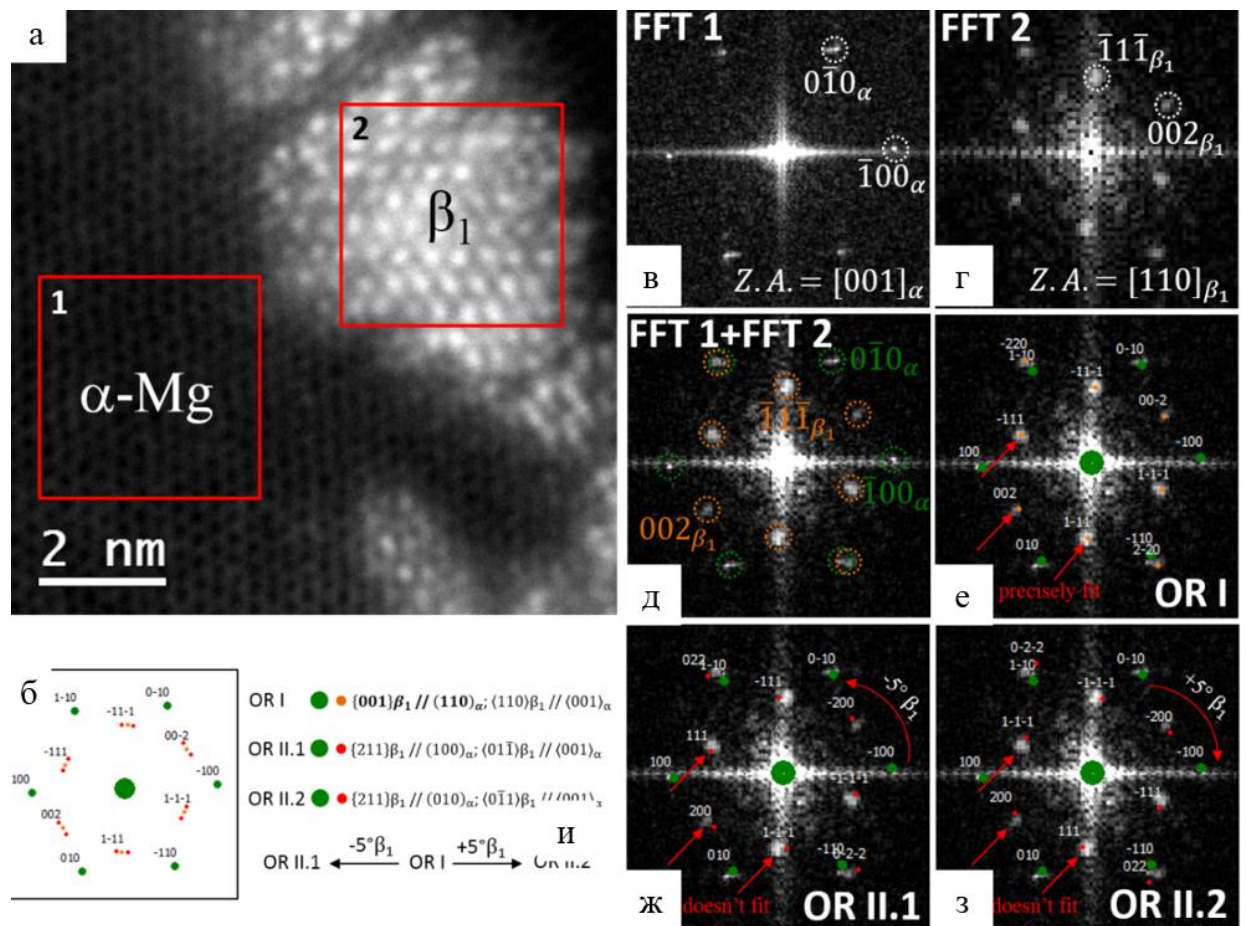 а
1
α-Mg
2
β₁
2 nm
FFT 1
01̅0α
1̅00α
в
Z. A. = [001]α
FFT 2
1̅11̅β₁
002β₁
г
Z. A. = [110]β₁
FFT 1+FFT 2
01̅0α
1̅11̅β₁
1̅00α
002β₁
д
-220
1-10
0-10
-11-1
00-2
-111
100
-100
1-1-1
002
1-11
010
-110
2-20
precisely fit
е
OR I
б
1-10
0-10
-11-1
00-2
-111
100
-100
002
1-1-1
1-11
010
-110
OR I {001}β₁ // (110)α; ⟨110⟩β₁ // ⟨001⟩α
OR II.1 {211}β₁ // (100)α; ⟨011̅⟩β₁ // ⟨001⟩α
OR II.2 {211}β₁ // (010)α; ⟨01̅1⟩β₁
и
-5°β₁ +5°β₁
OR II.1 OR I
022
1-10
0-10
-111
-5° β₁
-200
111
100
-100
-1-1-1
200
1-1-1
010
-110
0-2-2
doesn't fit
ж
OR II.1
0-2-2
1-10
0-10
-1-1-1
+5° β₁
-200
1-1-1
100
-100
-111
200
111
010
-110
022
doesn't fit
з
OR II.2